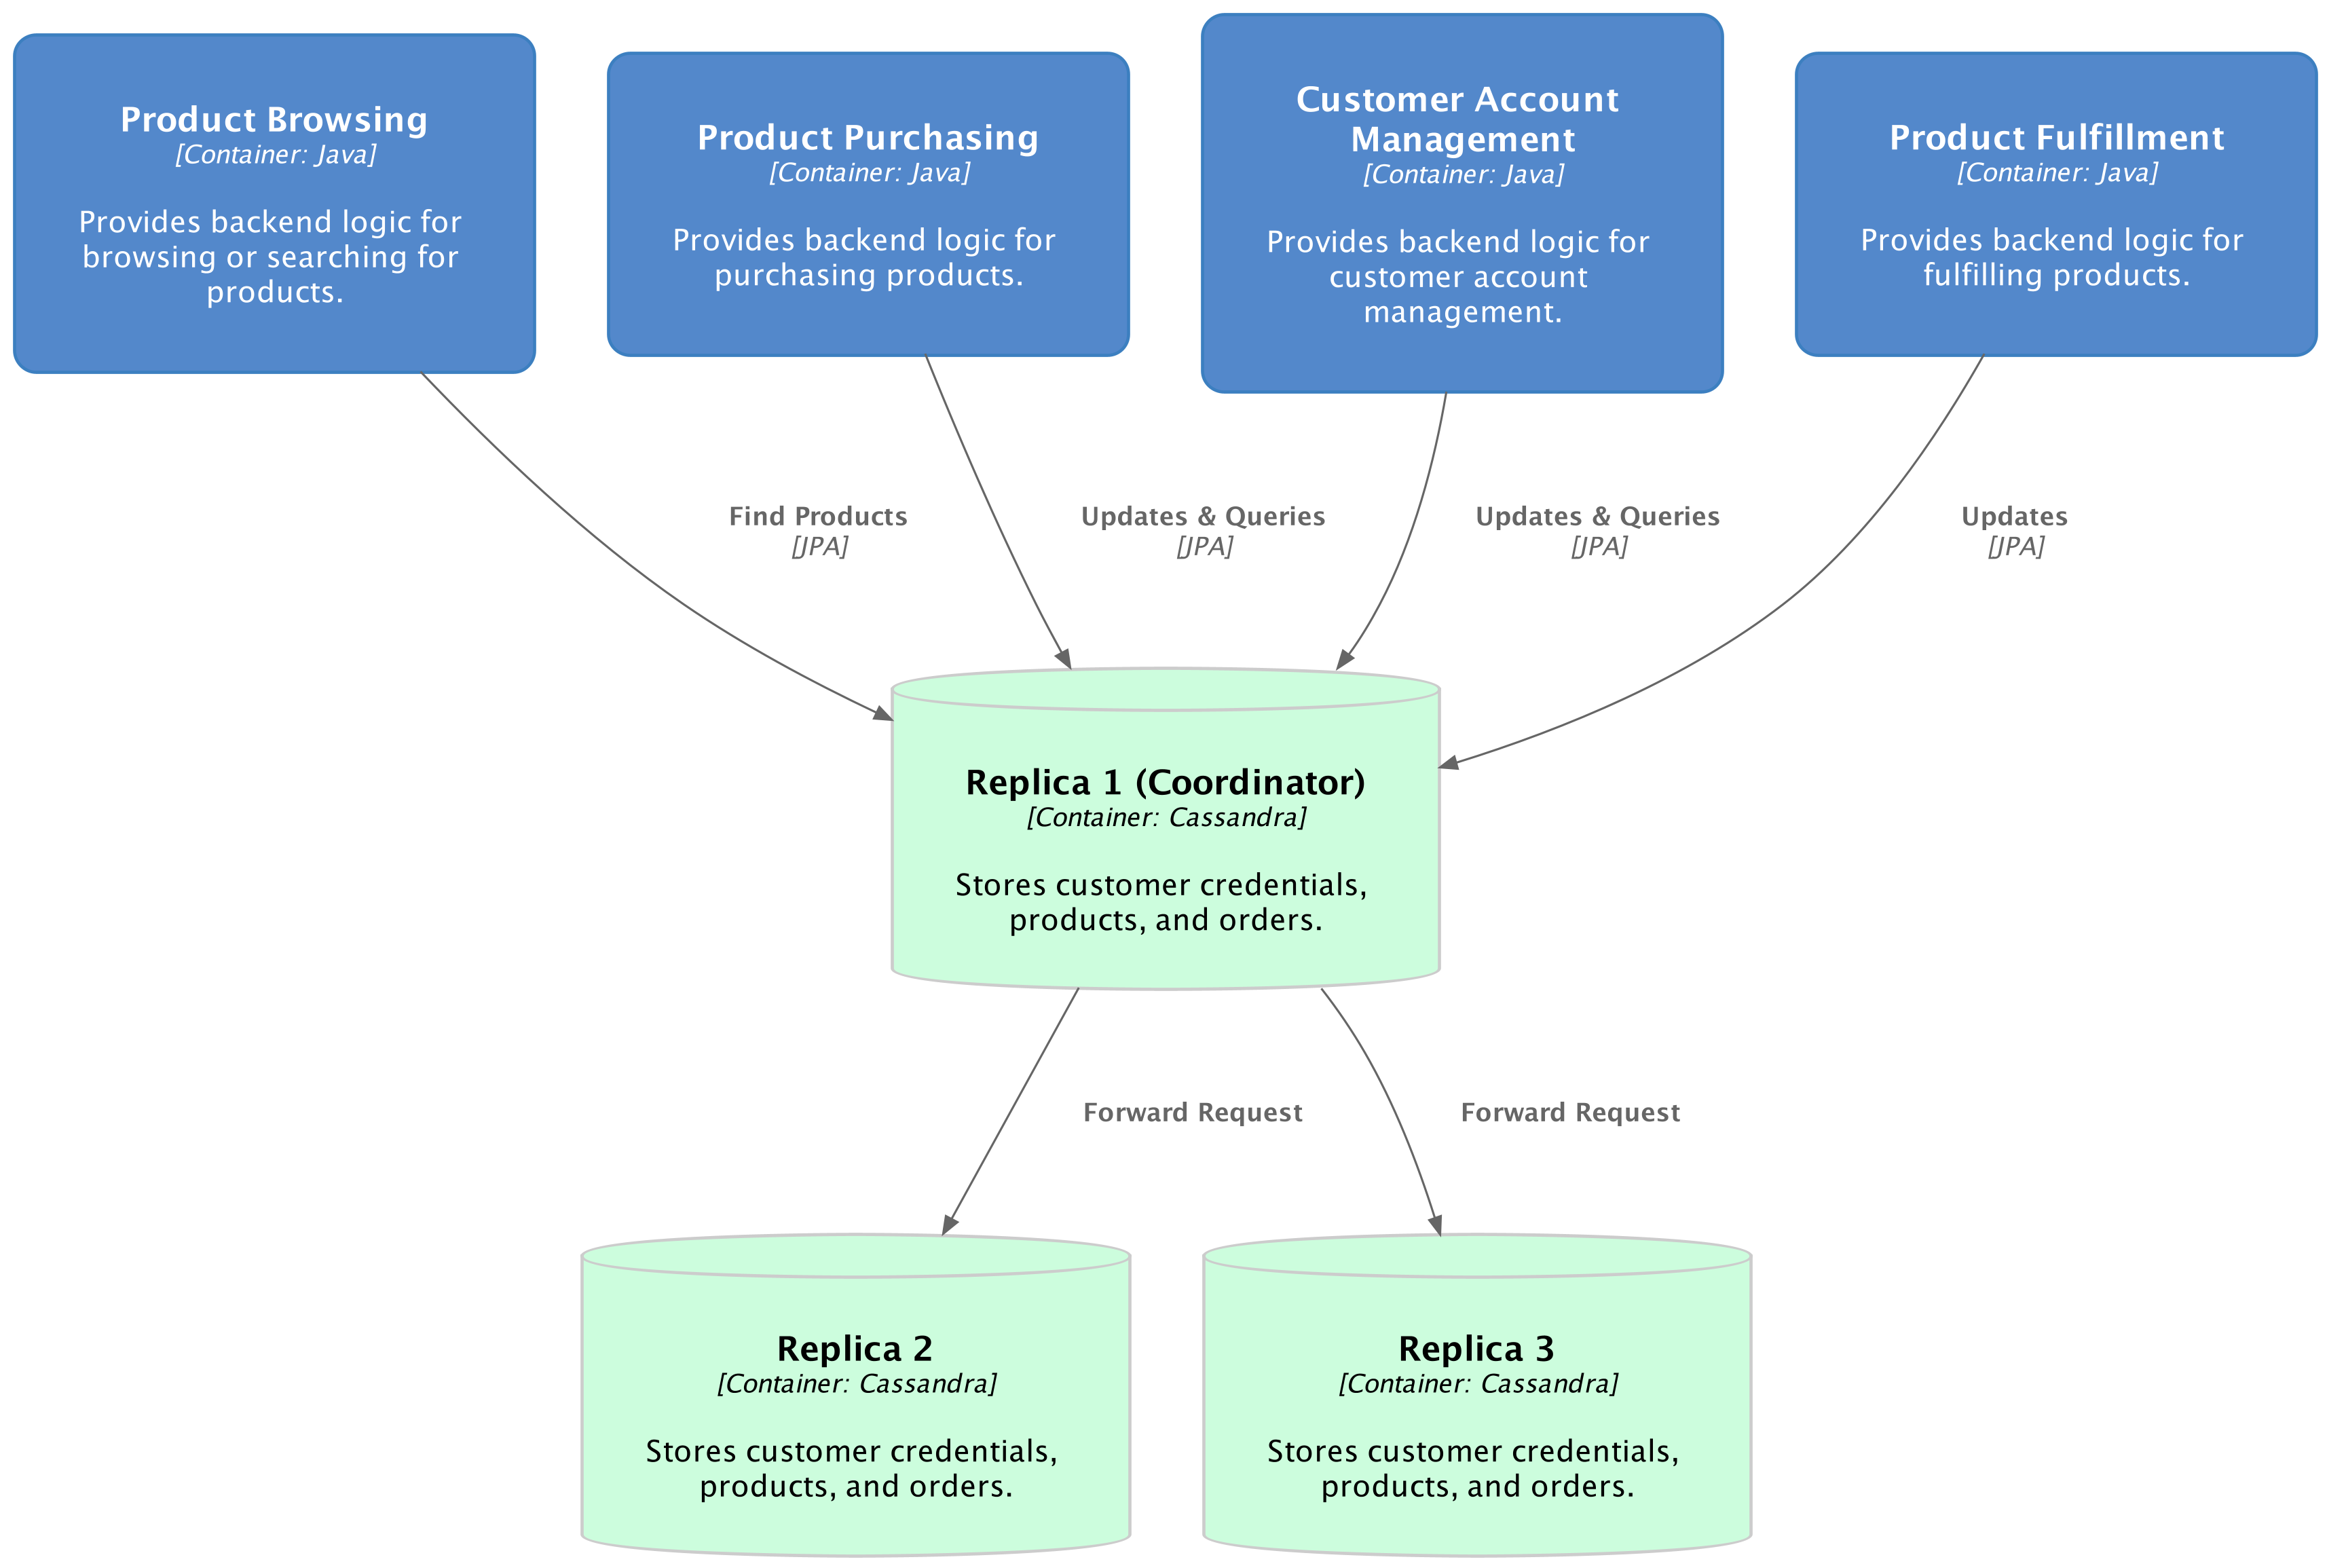 Product Browsing
[Container: Java]
Provides backend logic for
browsing or searching for
products.
Product Purchasing
[Container: Java]
Provides backend logic for
purchasing products.
Customer Account
Management
[Container: Java]
Provides backend logic for
customer account
management.
Product Fulfillment
[Container: Java]
Provides backend logic for
fulfilling products.
Find Products
[JPA]
Updates & Queries
[JPA]
Updates & Queries
[JPA]
Updates
[JPA]
Replica 1 (Coordinator)
[Container: Cassandra]
Stores customer credentials,
products, and orders.
Forward Request
Forward Request
Replica 2
[Container: Cassandra]
Stores customer credentials,
products, and orders.
Replica 3
[Container: Cassandra]
Stores customer credentials,
products, and orders.